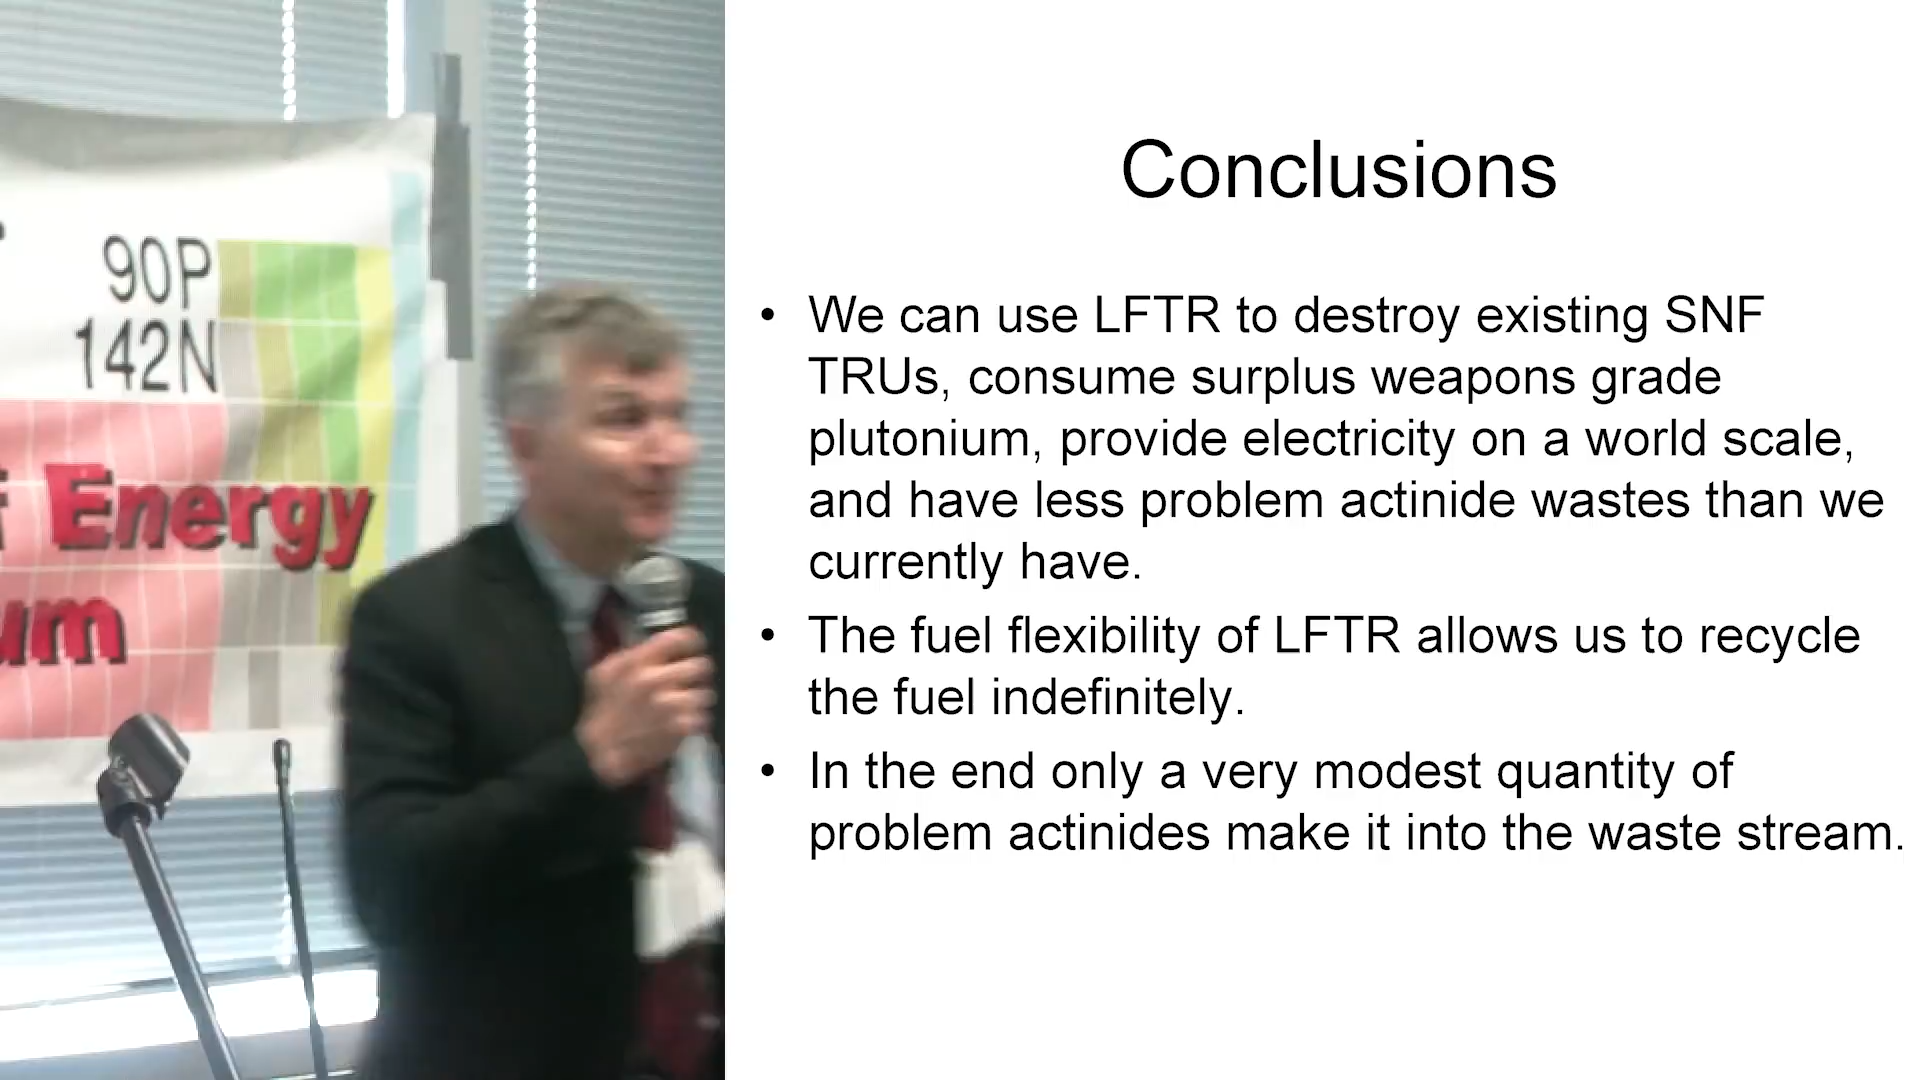 90P
142N
Energy
um
Conclusions
• We can use LFTR to destroy existing SNF
TRUs, consume surplus weapons grade
plutonium, provide electricity on a world scale,
and have less problem actinide wastes than we
currently have.
• The fuel flexibility of LFTR allows us to recycle
the fuel indefinitely.
• In the end only a very modest quantity of
problem actinides make it into the waste stream.